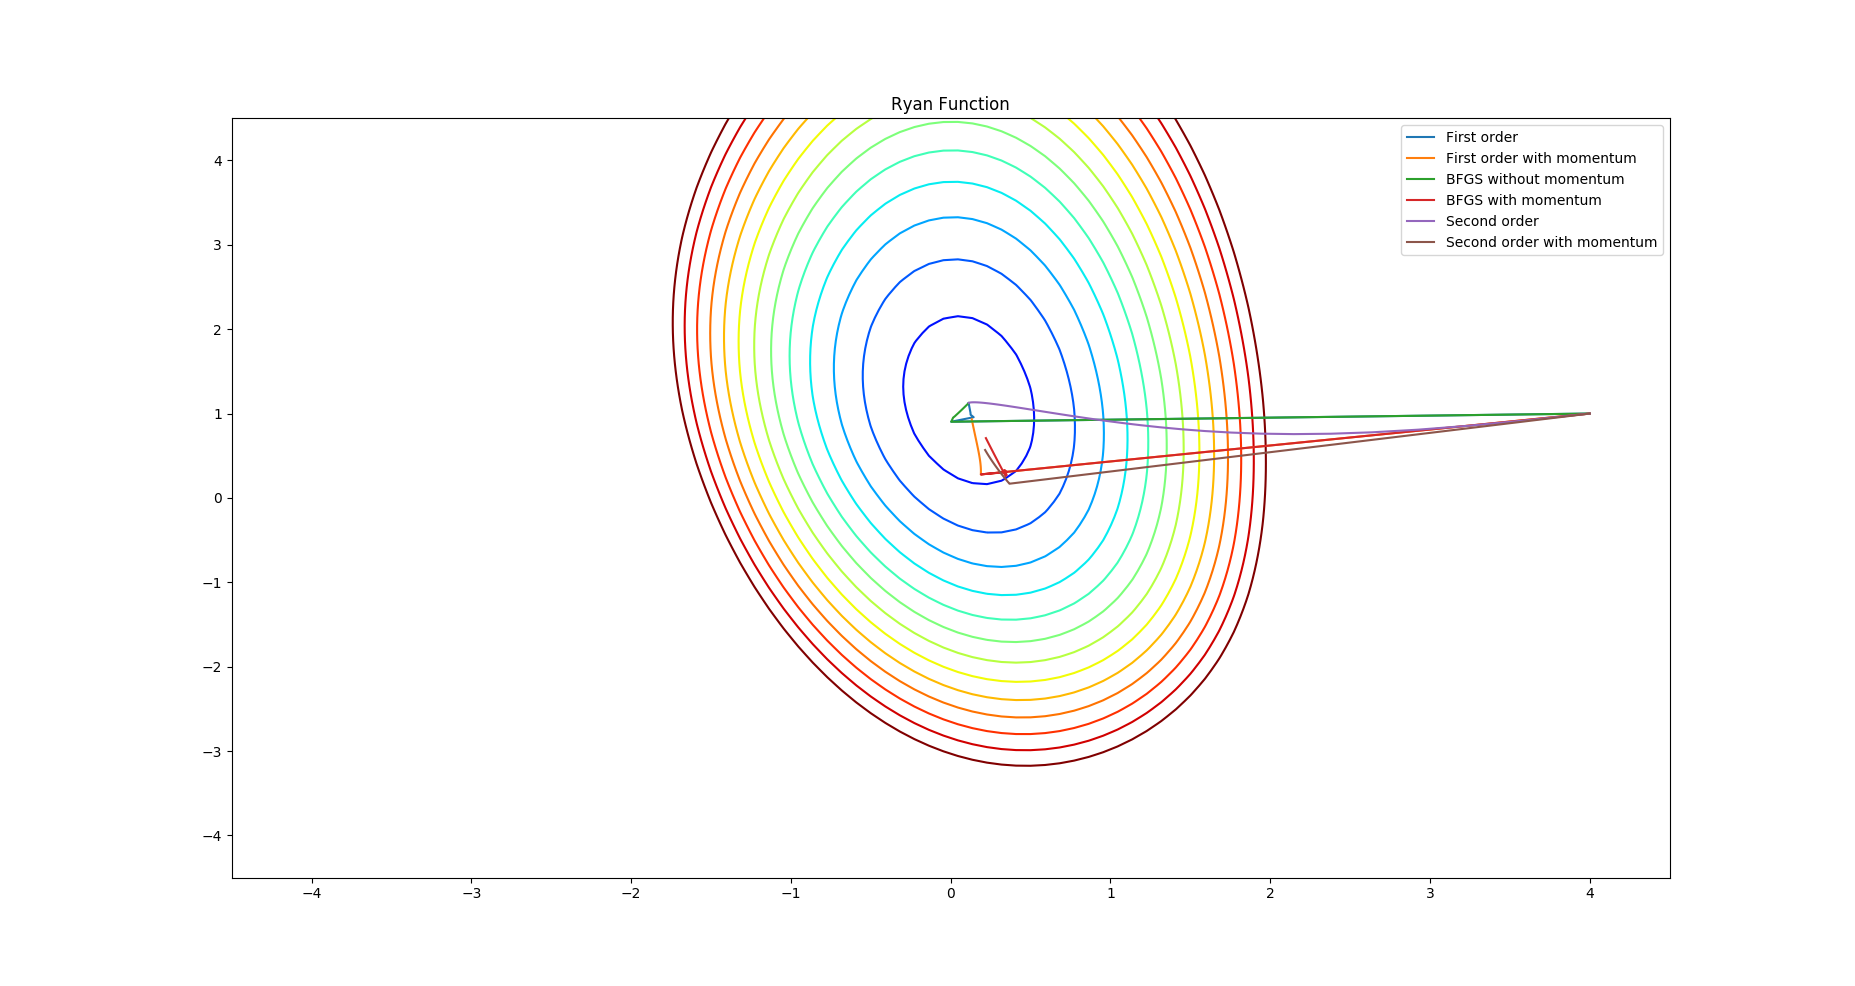 Ryan Function
First order
First order with momentum
BFGS without momentum
BFGS with momentum
Second order
Second order with momentum
4
3
2
1
0
−1
−2
−3
−4
−4 −3 −2 −1 0 1 2 3 4